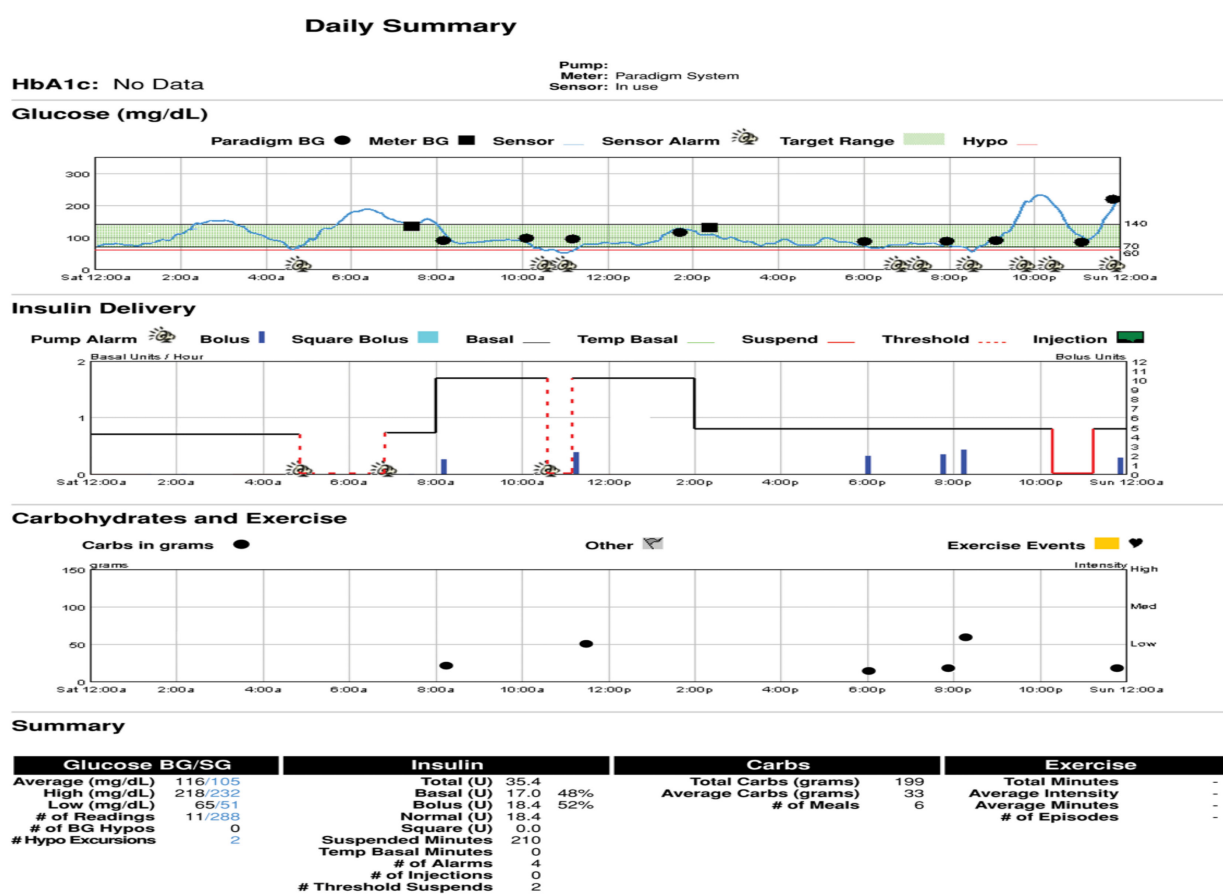 Daily Summary
Pump:
HbA1c: No Data
Meter: Paradigm System
Sensor: In use
Glucose (mg/dL)
Paradigm BG Meter BG Sensor Sensor Alarm Target Range Hypo
300
200
140
100
70
60
0
Sat 12:00a 2:00a 4:00a 6:00a 8:00a 10:00a 12:00p 2:00p 4:00p 6:00p 8:00p 10:00p Sun 12:00a
Insulin Delivery
Pump Alarm Bolus Square Bolus Basal Temp Basal Suspend Threshold Injection
Basal Units / Hour Bolus Units
2 12
11
10
9
8
7
1 6
5
4
3
2
1
0 0
Sat 12:00a 2:00a 4:00a 6:00a 8:00a 10:00a 12:00p 2:00p 4:00p 6:00p 8:00p 10:00p Sun 12:00a
Carbohydrates and Exercise
Carbs in grams Other Exercise Events
grams Intensity
150 High
100 Med
50 Low
0
Sat 12:00a 2:00a 4:00a 6:00a 8:00a 10:00a 12:00p 2:00p 4:00p 6:00p 8:00p 10:00p Sun 12:00a
Summary
Glucose BG/SG Insulin Carbs Exercise
Average (mg/dL) 116/105 Total (U) 35.4 Total Carbs (grams) 199 Total Minutes -
High (mg/dL) 218/232 Basal (U) 17.0 48% Average Carbs (grams) 33 Average Intensity -
Low (mg/dL) 65/51 Bolus (U) 18.4 52% # of Meals 6 Average Minutes -
# of Readings 11/288 Normal (U) 18.4 # of Episodes -
# of BG Hypos 0 Square (U) 0.0
# Hypo Excursions 2 Suspended Minutes 210
Temp Basal Minutes 0
# of Alarms 4
# of Injections 0
# Threshold Suspends 2